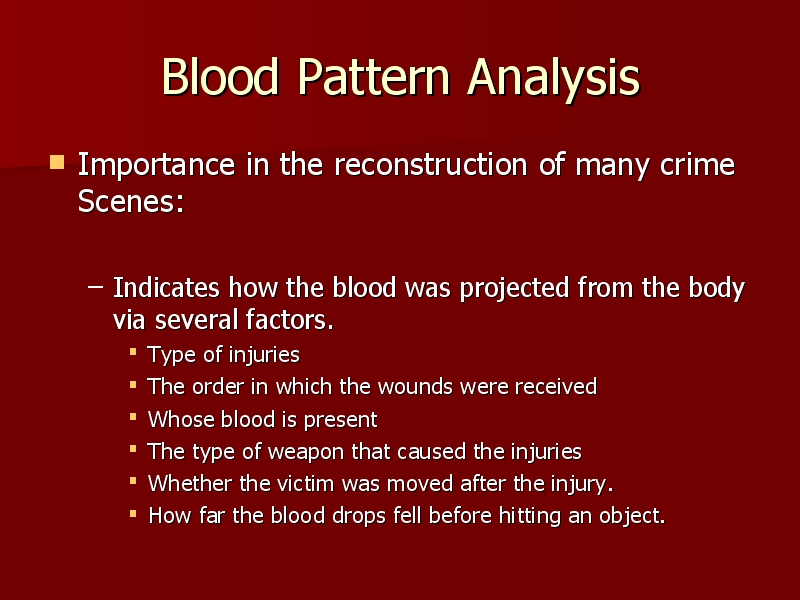 Blood Pattern Analysis
Importance in the reconstruction of many crime
Scenes:
– Indicates how the blood was projected from the body
via several factors.
Type of injuries
The order in which the wounds were received
Whose blood is present
The type of weapon that caused the injuries
Whether the victim was moved after the injury.
How far the blood drops fell before hitting an object.